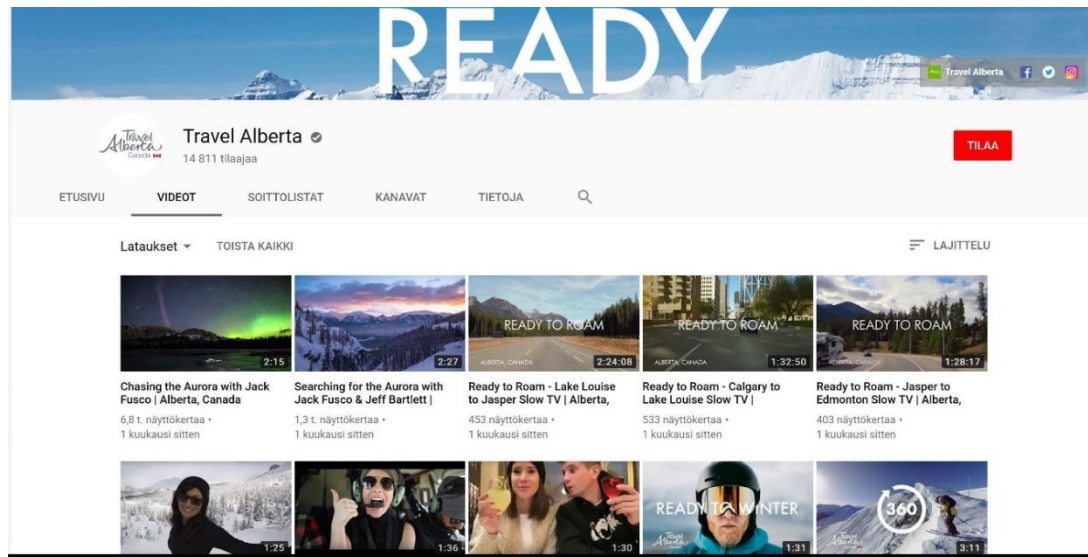 READY
Travel Alberta
Travel
Alberta
Canada
Travel Alberta
14 811 tilaajaa
TILAA
ETUSIVU VIDEOT SOITTOLISTAT KANAVAT TIETOJA
Lataukset TOISTA KAIKKI LAJITTELU
2:15
2:27
READY TO ROAM
ALBERTA, CANADA
2:24:08
READY TO ROAM
ALBERTA, CANADA
1:32:50
READY TO ROAM
ALBERTA, CANADA
1:28:17
Chasing the Aurora with Jack
Fusco | Alberta, Canada
6,8 t. näyttökertaa •
1 kuukausi sitten
Searching for the Aurora with
Jack Fusco & Jeff Bartlett |
1,3 t. näyttökertaa •
1 kuukausi sitten
Ready to Roam - Lake Louise
to Jasper Slow TV | Alberta,
453 näyttökertaa •
1 kuukausi sitten
Ready to Roam - Calgary to
Lake Louise Slow TV |
533 näyttökertaa •
1 kuukausi sitten
Ready to Roam - Jasper to
Edmonton Slow TV | Alberta,
403 näyttökertaa •
1 kuukausi sitten
1:25
1:36
1:30
READY TO WINTER
Travel
Alberta
1:31
360
3:11